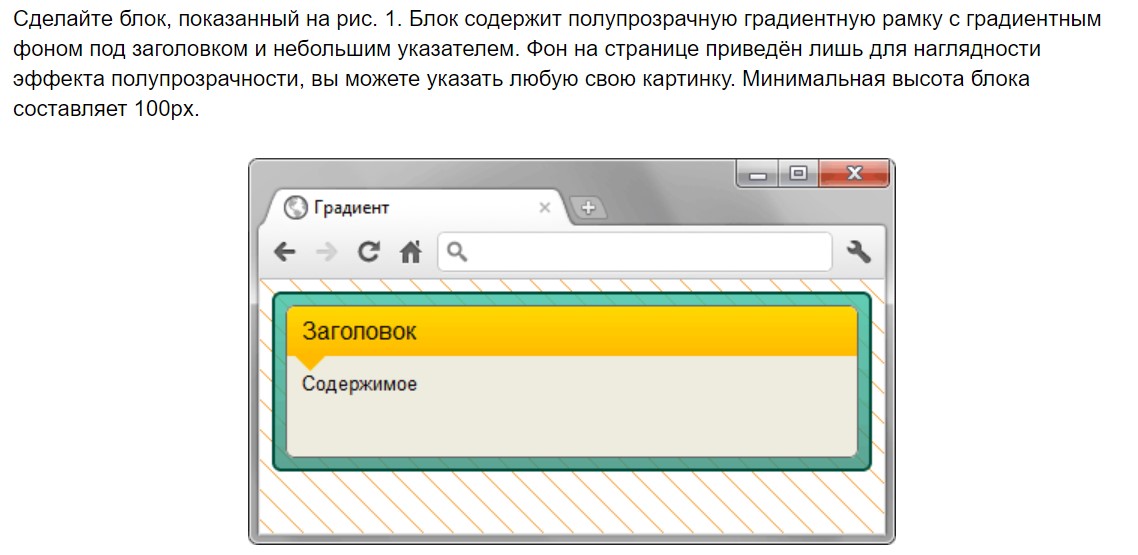 Сделайте блок, показанный на рис. 1. Блок содержит полупрозрачную градиентную рамку с градиентным
фоном под заголовком и небольшим указателем. Фон на странице приведён лишь для наглядности
эффекта полупрозрачности, вы можете указать любую свою картинку. Минимальная высота блока
составляет 100px.
Градиент
Заголовок
Содержимое